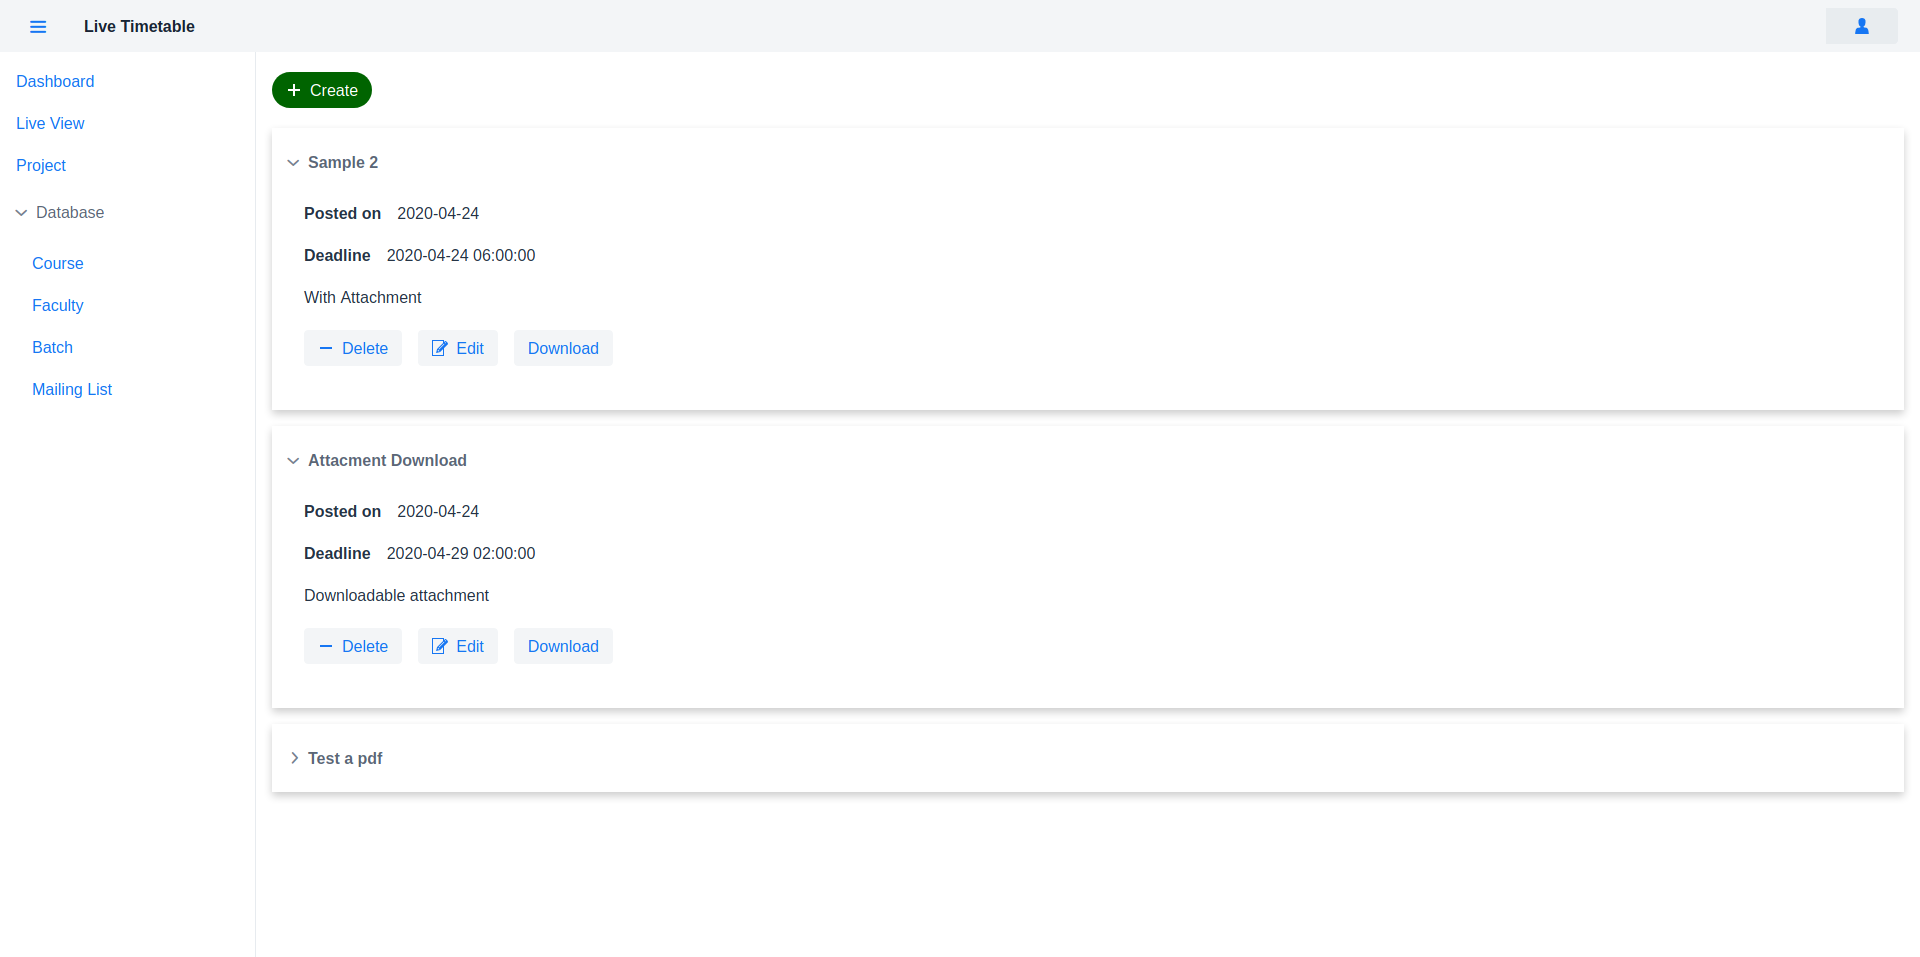 Live Timetable
Dashboard
Live View
Project
Database
Course
Faculty
Batch
Mailing List
Create
Sample 2
Posted on 2020-04-24
Deadline 2020-04-24 06:00:00
With Attachment
Delete Edit Download
Attacment Download
Posted on 2020-04-24
Deadline 2020-04-29 02:00:00
Downloadable attachment
Delete Edit Download
Test a pdf